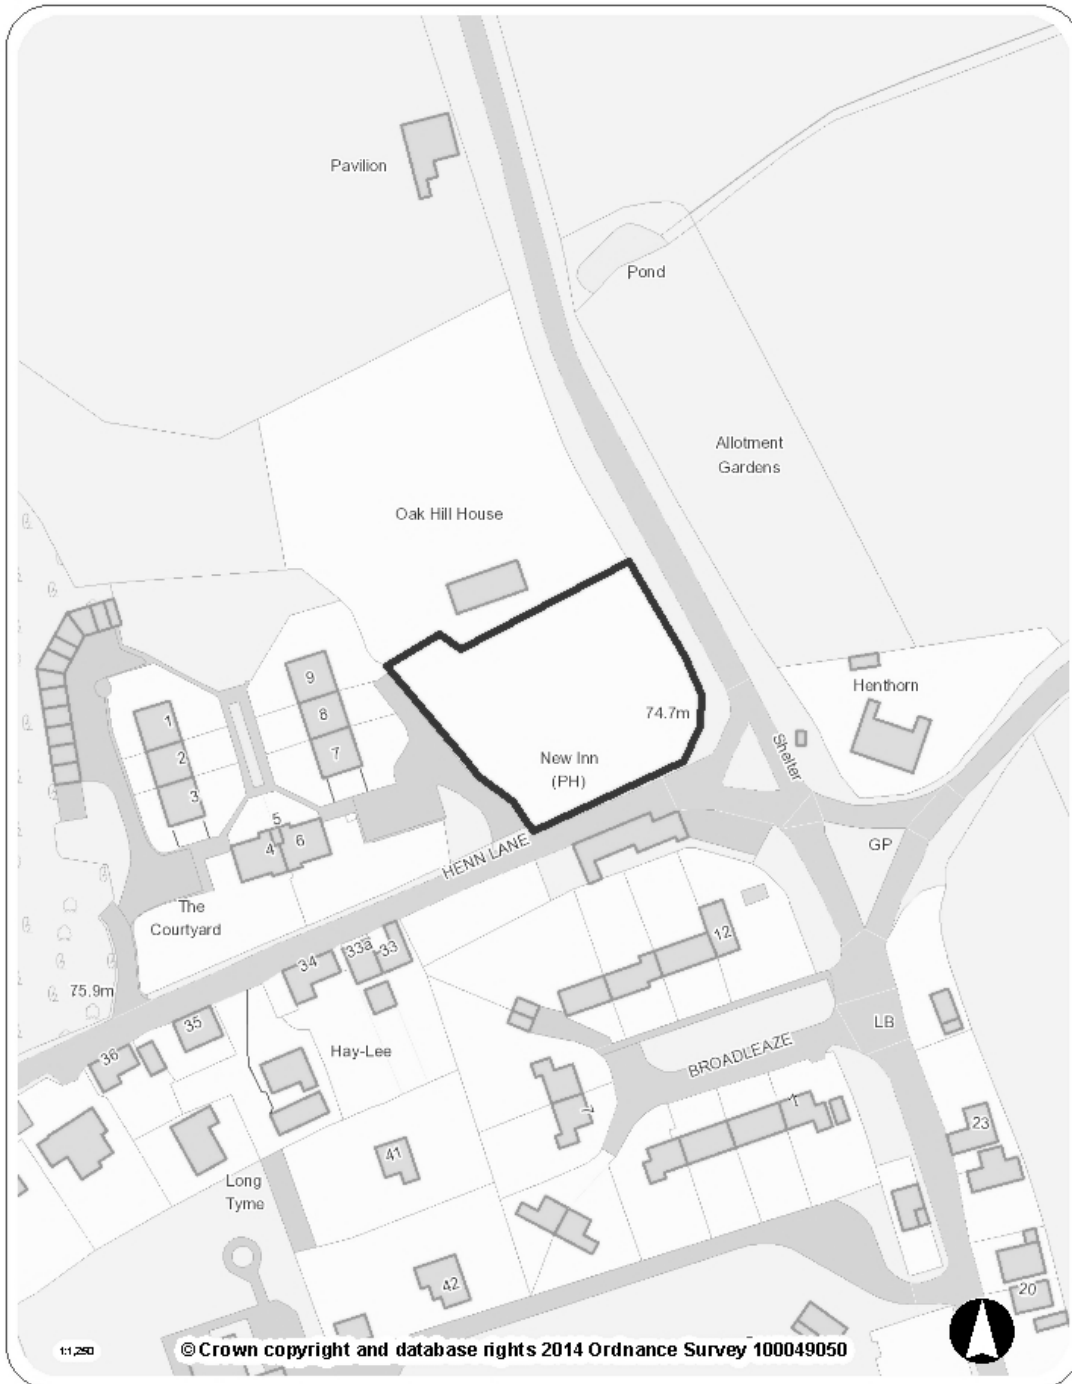 Pavilion
Pond
Allotment
Gardens
Oak Hill House
Henthorn
9
8
7
74.7m
1
2
3
New Inn
(PH)
Shelter
5
4
6
HENN LANE
GP
The
Courtyard
12
34
33a
33
75.9m
35
36
Hay-Lee
LB
BROADLEAZE
7
1
23
41
Long
Tyme
42
20
1:1,250
© Crown copyright and database rights 2014 Ordnance Survey 100049050